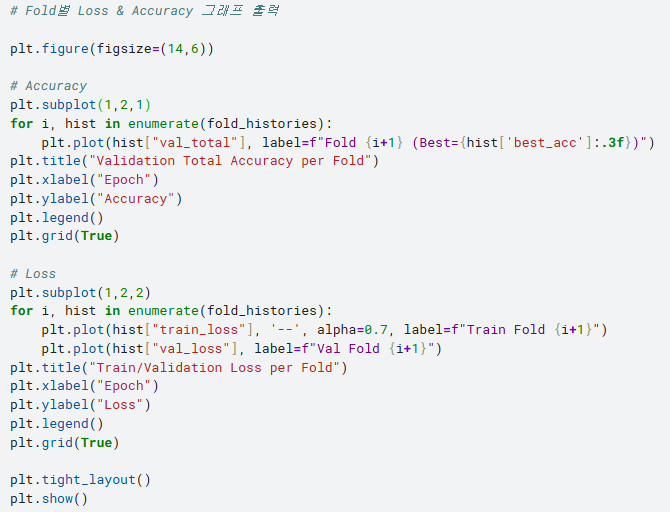 # Fold별 Loss & Accuracy 그래프 출력
plt.figure(figsize=(14,6))
# Accuracy
plt.subplot(1,2,1)
for i, hist in enumerate(fold_histories):
    plt.plot(hist["val_total"], label=f"Fold {i+1} (Best={hist['best_acc']:.3f})")
plt.title("Validation Total Accuracy per Fold")
plt.xlabel("Epoch")
plt.ylabel("Accuracy")
plt.legend()
plt.grid(True)
# Loss
plt.subplot(1,2,2)
for i, hist in enumerate(fold_histories):
    plt.plot(hist["train_loss"], '--', alpha=0.7, label=f"Train Fold {i+1}")
    plt.plot(hist["val_loss"], label=f"Val Fold {i+1}")
plt.title("Train/Validation Loss per Fold")
plt.xlabel("Epoch")
plt.ylabel("Loss")
plt.legend()
plt.grid(True)
plt.tight_layout()
plt.show()